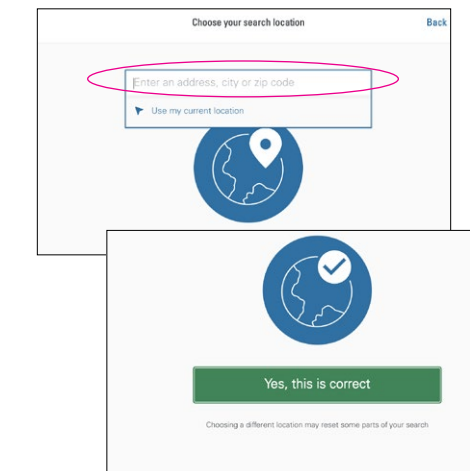 Choose your search location
Back
Enter an address, city or zip code
Use my current location
Yes, this is correct
Choosing a different location may reset some parts of your search